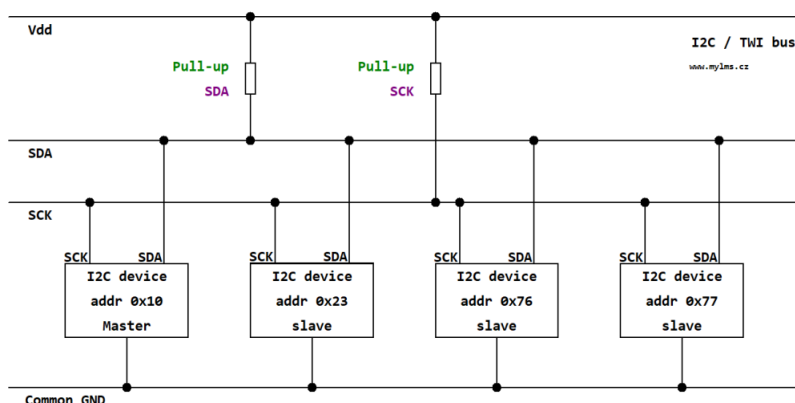 Vdd
I2C / TWI bus
www.mylms.cz
Pull-up
SDA
Pull-up
SCK
SDA
SCK
SCK SDA
I2C device
addr 0x10
Master
SCK SDA
I2C device
addr 0x23
slave
SCK SDA
I2C device
addr 0x76
slave
SCK SDA
I2C device
addr 0x77
slave
Common GND